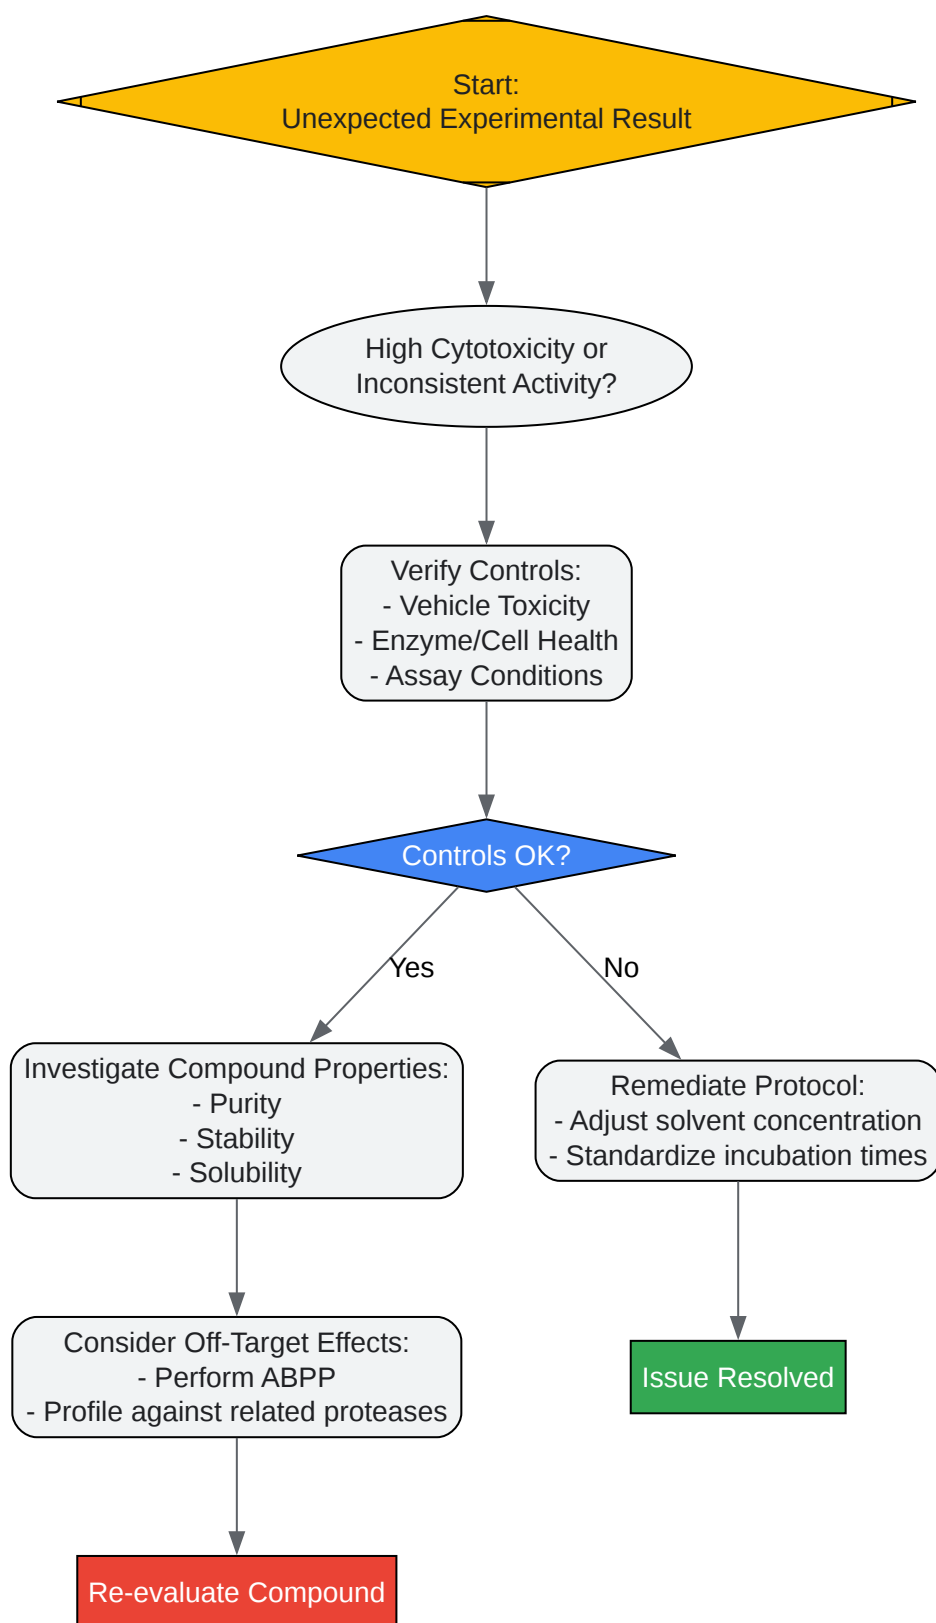 Start:
Unexpected Experimental Result
High Cytotoxicity or
Inconsistent Activity?
Verify Controls:
- Vehicle Toxicity
- Enzyme/Cell Health
- Assay Conditions
Controls OK?
Yes
No
Investigate Compound Properties:
- Purity
- Stability
- Solubility
Remediate Protocol:
- Adjust solvent concentration
- Standardize incubation times
Consider Off-Target Effects:
- Perform ABPP
- Profile against related proteases
Issue Resolved
Re-evaluate Compound